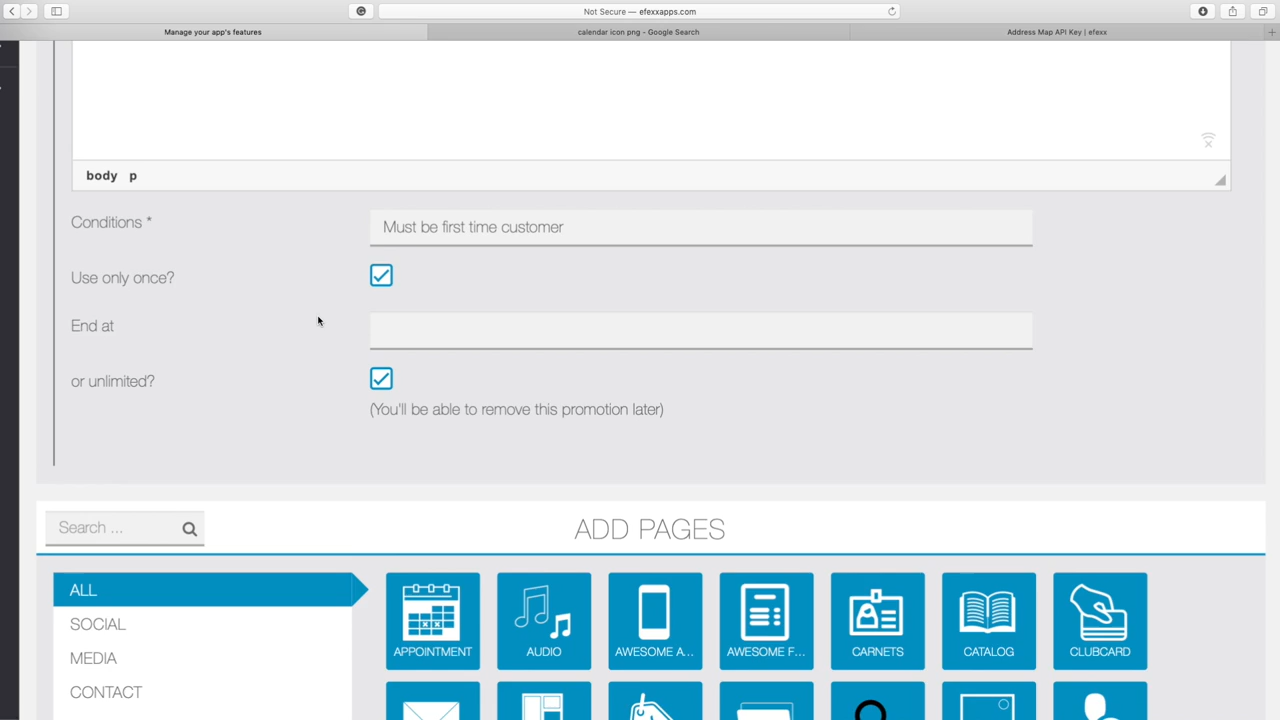 Not Secure — efexxapps.com
Manage your app's features
calendar icon png - Google Search
Address Map API Key | efexx
body p
Conditions *
Must be first time customer
Use only once?
End at
or unlimited?
(You'll be able to remove this promotion later)
Search ...
ADD PAGES
ALL
SOCIAL
MEDIA
CONTACT
APPOINTMENT
AUDIO
AWESOME A...
AWESOME F...
CARNETS
CATALOG
CLUBCARD